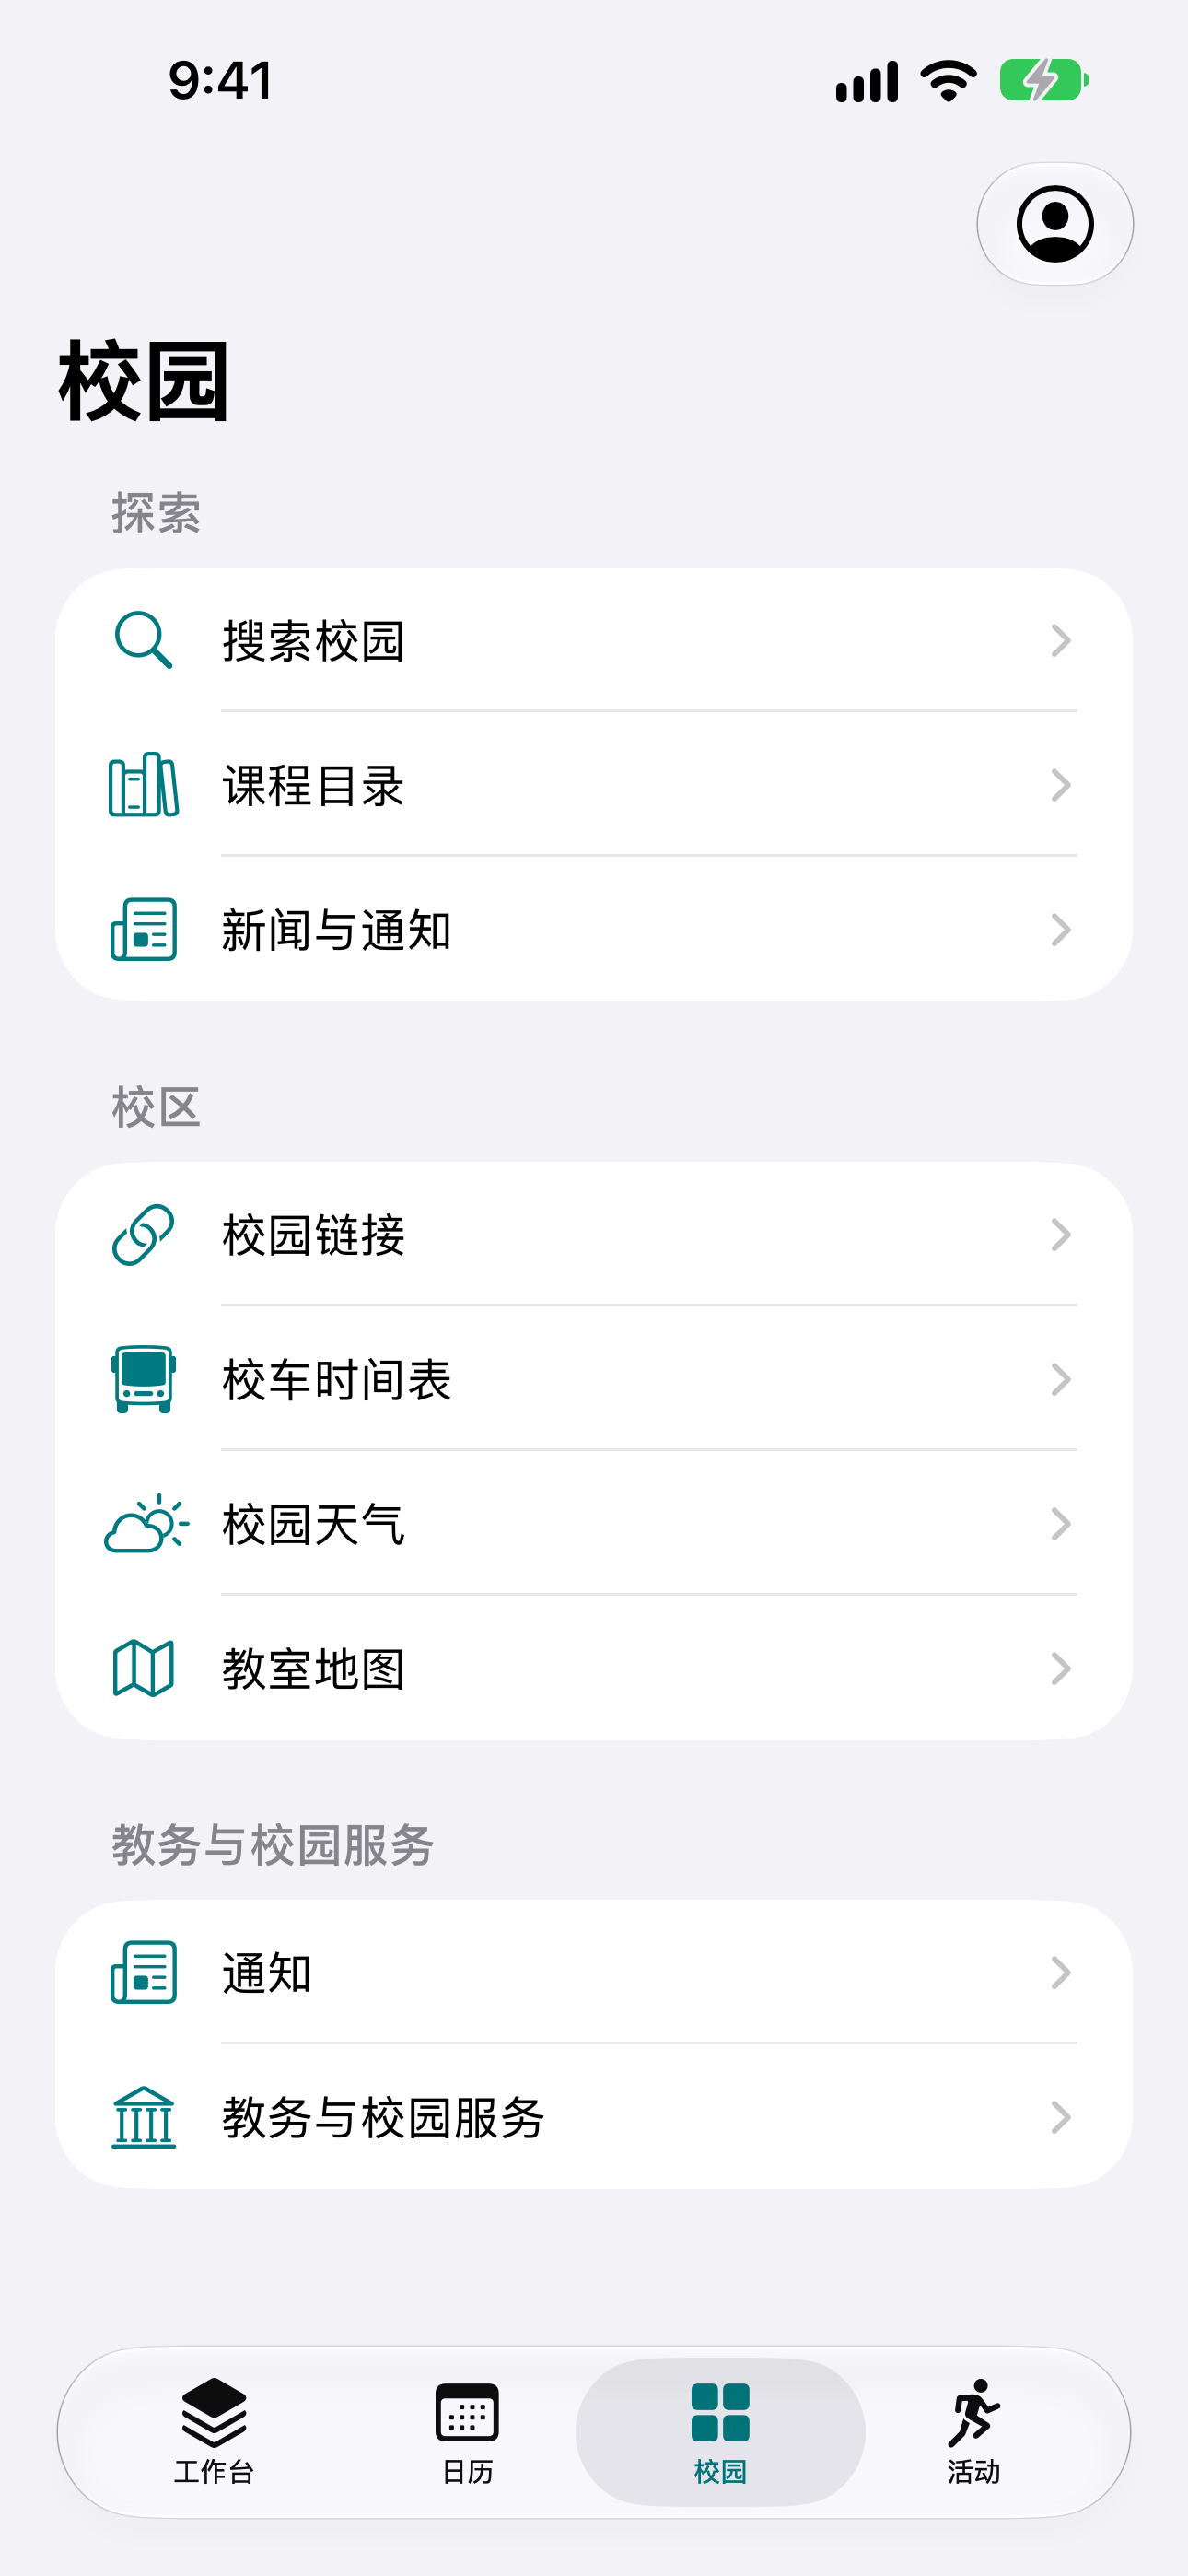 9:41
校园
探索
搜索校园
课程目录
新闻与通知
校区
校园链接
校车时间表
校园天气
教室地图
教务与校园服务
通知
教务与校园服务
工作台 日历 校园 活动